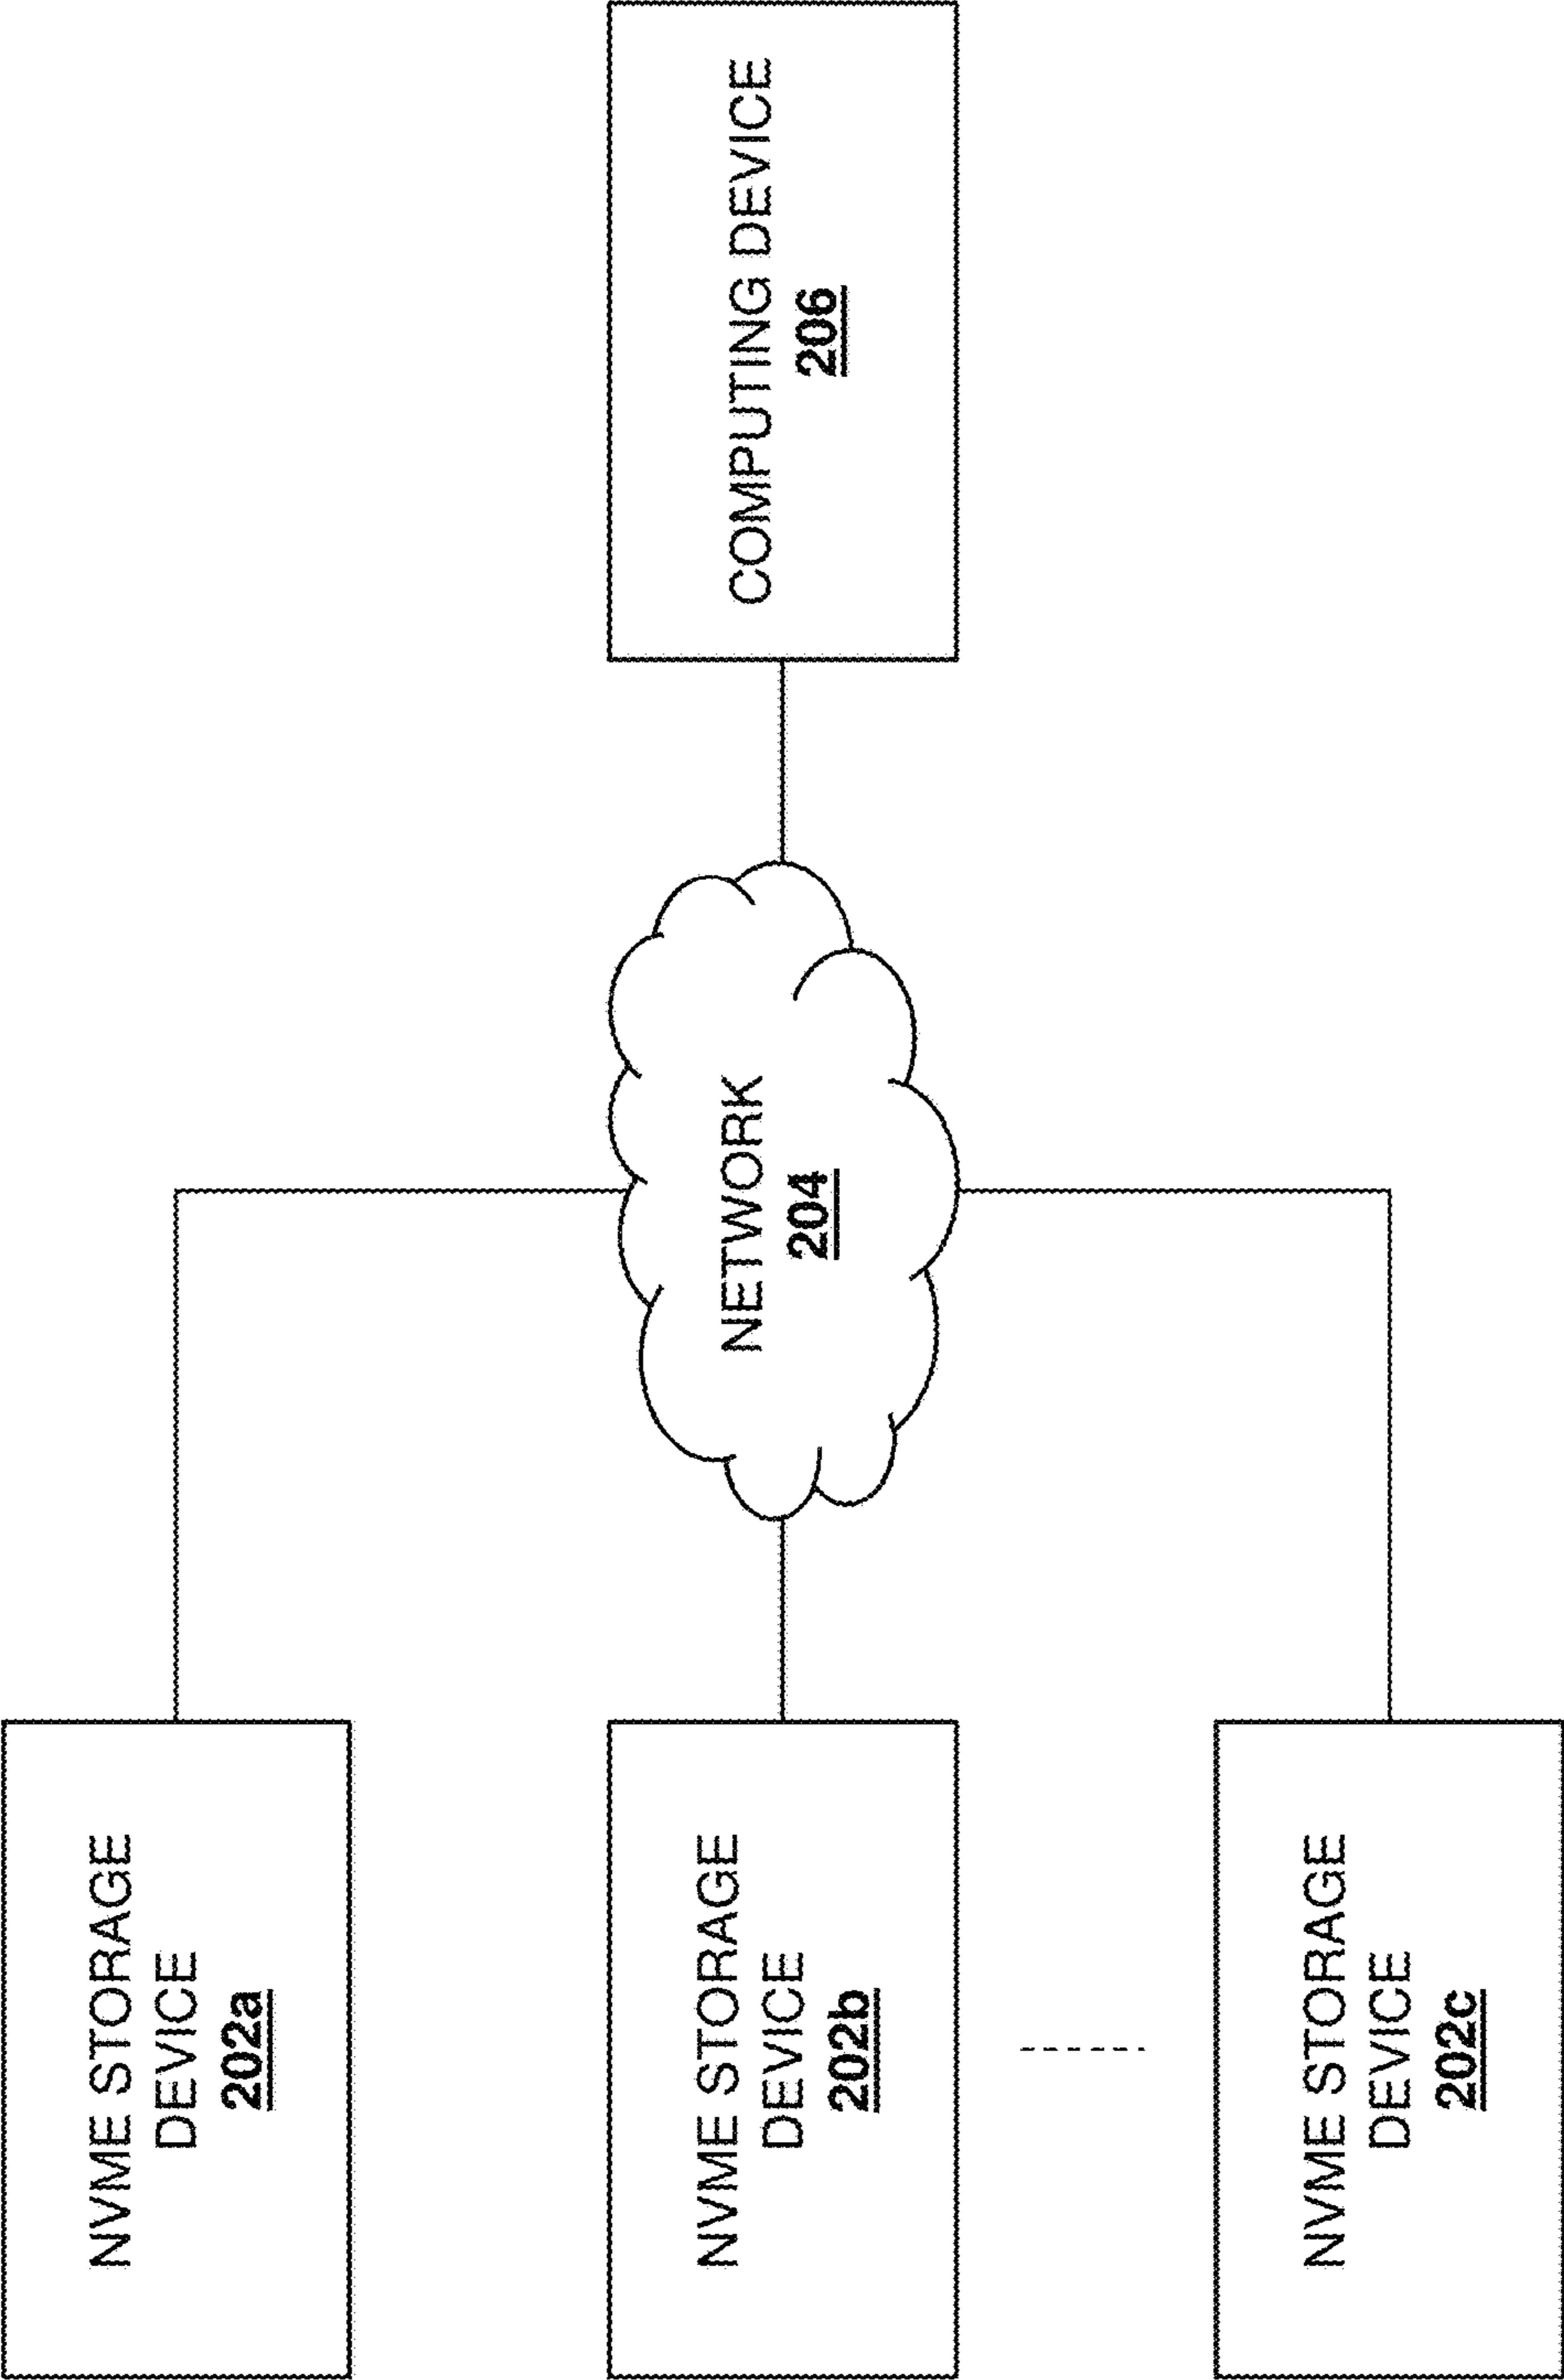 NVME STORAGE
DEVICE
202a
NVME STORAGE
DEVICE
202b
NVME STORAGE
DEVICE
202c
NETWORK
204
COMPUTING DEVICE
206